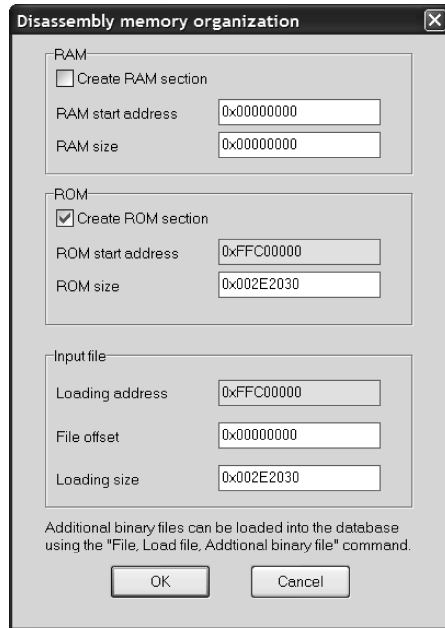 Disassembly memory organization
RAM
Create RAM section
RAM start address 0x00000000
RAM size 0x00000000
ROM
Create ROM section
ROM start address 0xFFC00000
ROM size 0x002E2030
Input file
Loading address 0xFFC00000
File offset 0x00000000
Loading size 0x002E2030
Additional binary files can be loaded into the database
using the "File, Load file, Addtional binary file" command.
OK Cancel